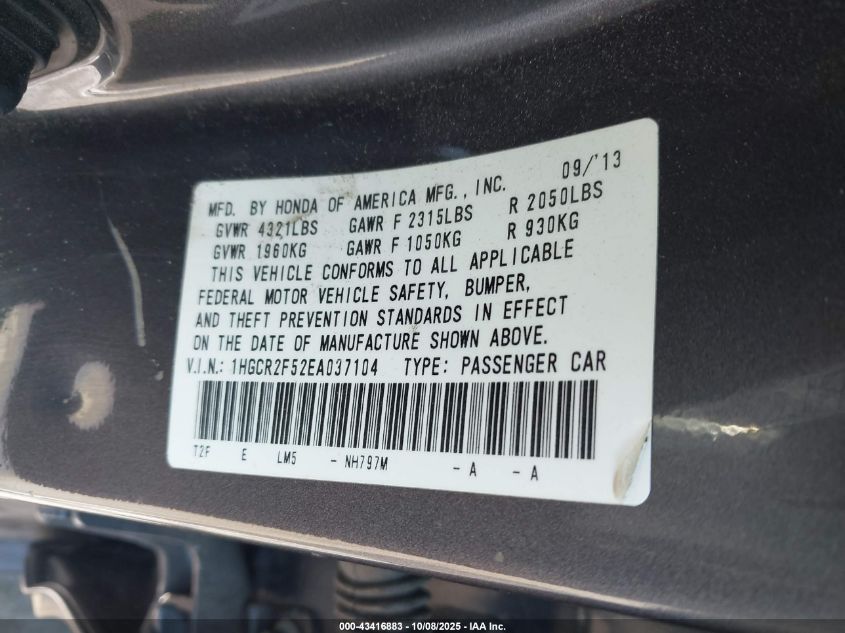 09/'13
MFD. BY HONDA OF AMERICA MFG., INC.
GVWR 4321LBS GAWR F 2315LBS R 2050LBS
GVWR 1960KG GAWR F 1050KG R 930KG
THIS VEHICLE CONFORMS TO ALL APPLICABLE
FEDERAL MOTOR VEHICLE SAFETY, BUMPER,
AND THEFT PREVENTION STANDARDS IN EFFECT
ON THE DATE OF MANUFACTURE SHOWN ABOVE.
V.I.N.: 1HGCR2F52EA037104 TYPE: PASSENGER CAR
T2F E LM5 - NH797M - A - A
000-43416883 - 10/08/2025 - IAA Inc.